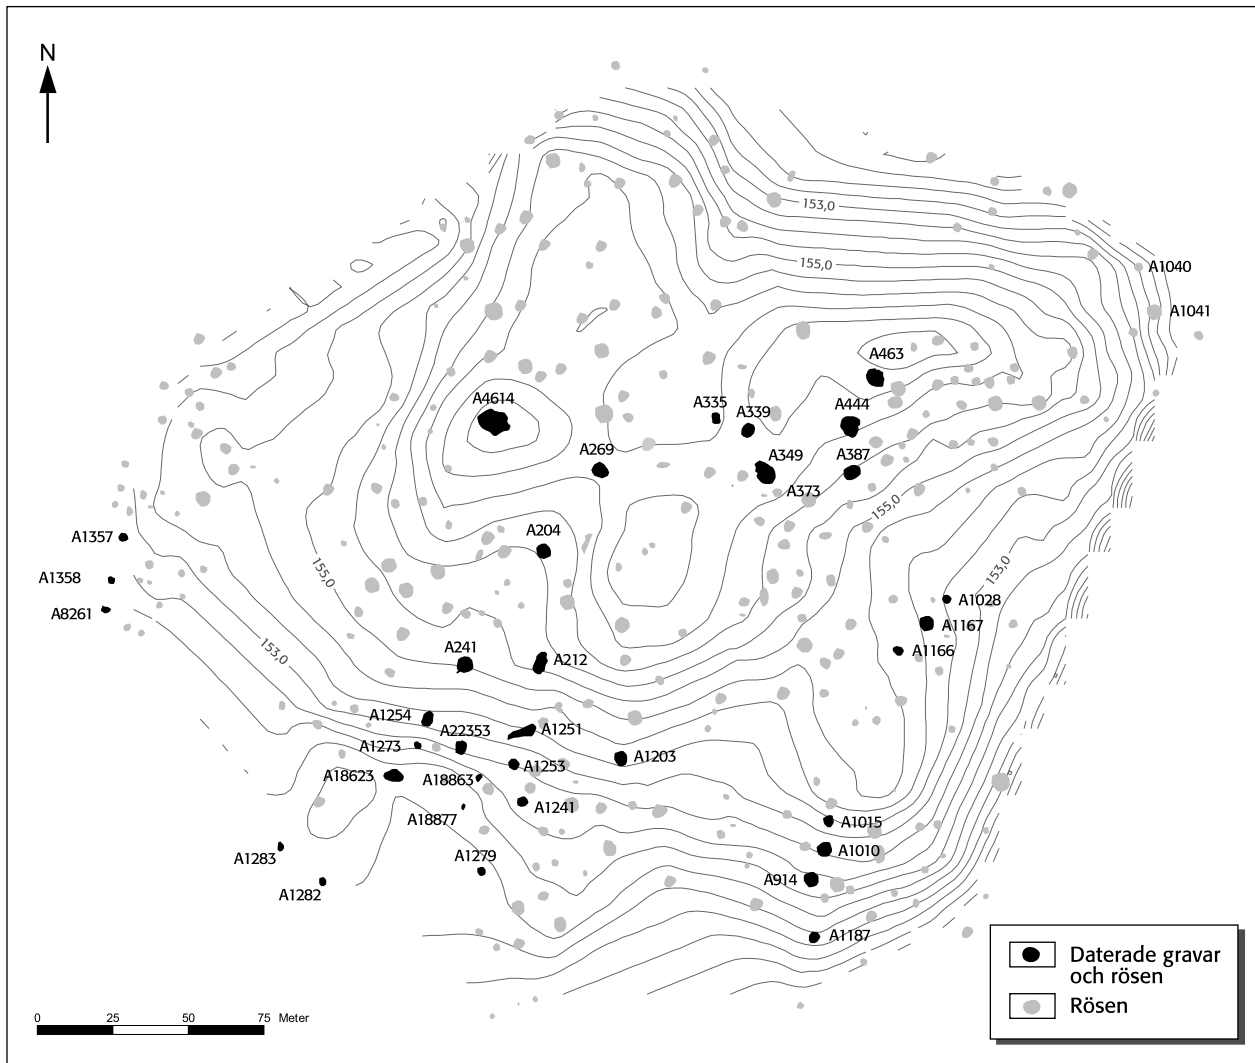 N
153,0
155,0
A1040
A1041
A463
A4614
A335
A339
A444
A269
A349
A387
A373
155,0
A204
A1357
A1358
A8261
155,0
153,0
A1028
A1167
A1166
153,0
A241
A212
A1254
A22353
A1251
A1273
A1203
A18623
A18863
A1253
A1241
A18877
A1015
A1283
A1279
A1010
A914
A1282
A1187
Daterade gravar
och rösen
Rösen
0 25 50 75 Meter